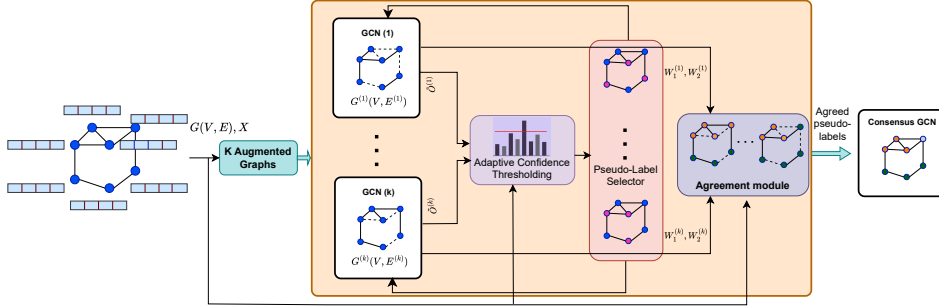 G(V, E), X
K Augmented
Graphs
GCN (1)
G^{(1)}(V, E^{(1)})
GCN (k)
G^{(k)}(V, E^{(k)})
Õ^{(1)}
Õ^{(k)}
Adaptive Confidence
Thresholding
Pseudo-Label
Selector
W_1^{(1)}, W_2^{(1)}
W_1^{(k)}, W_2^{(k)}
Agreement module
Agreed
pseudo-
labels
Consensus GCN